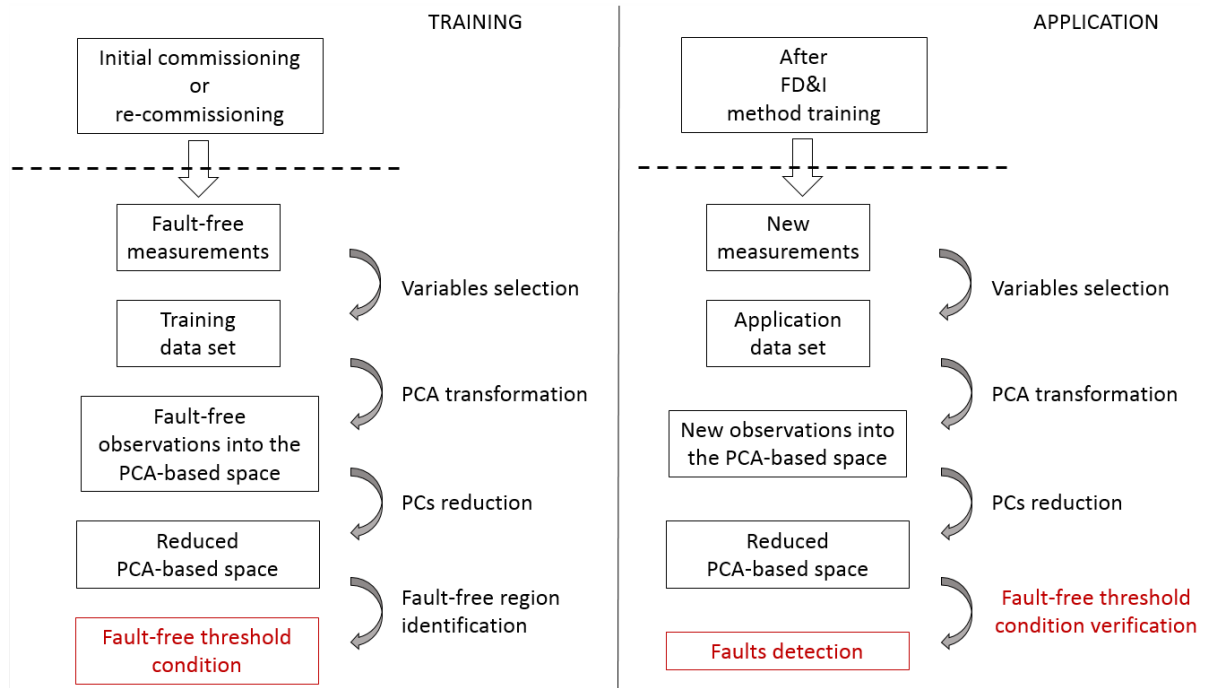 TRAINING
Initial commissioning
or
re-commissioning
Fault-free
measurements
Variables selection
Training
data set
PCA transformation
Fault-free
observations into the
PCA-based space
PCs reduction
Reduced
PCA-based space
Fault-free region
identification
Fault-free threshold
condition
APPLICATION
After
FD&I
method training
New
measurements
Variables selection
Application
data set
PCA transformation
New observations into
the PCA-based space
PCs reduction
Reduced
PCA-based space
Fault-free threshold
condition verification
Faults detection